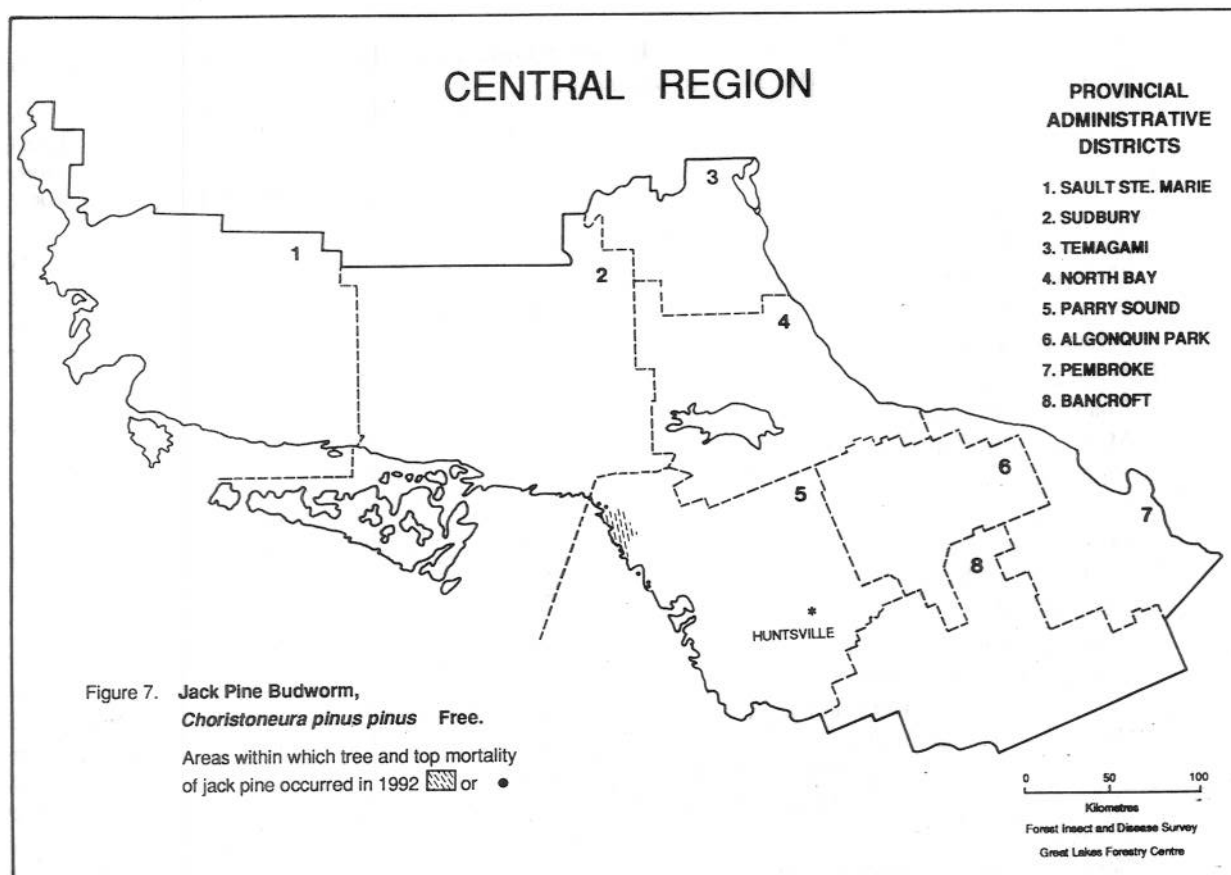 CENTRAL REGION
PROVINCIAL
ADMINISTRATIVE
DISTRICTS
1. SAULT STE. MARIE
2. SUDBURY
3. TEMAGAMI
4. NORTH BAY
5. PARRY SOUND
6. ALGONQUIN PARK
7. PEMBROKE
8. BANCROFT
1
2
3
4
5
6
7
8
*
HUNTSVILLE
Figure 7. Jack Pine Budworm,
Choristoneura pinus pinus Free.
Areas within which tree and top mortality
of jack pine occurred in 1992 or •
0 50 100
Kilometres
Forest Insect and Disease Survey
Great Lakes Forestry Centre